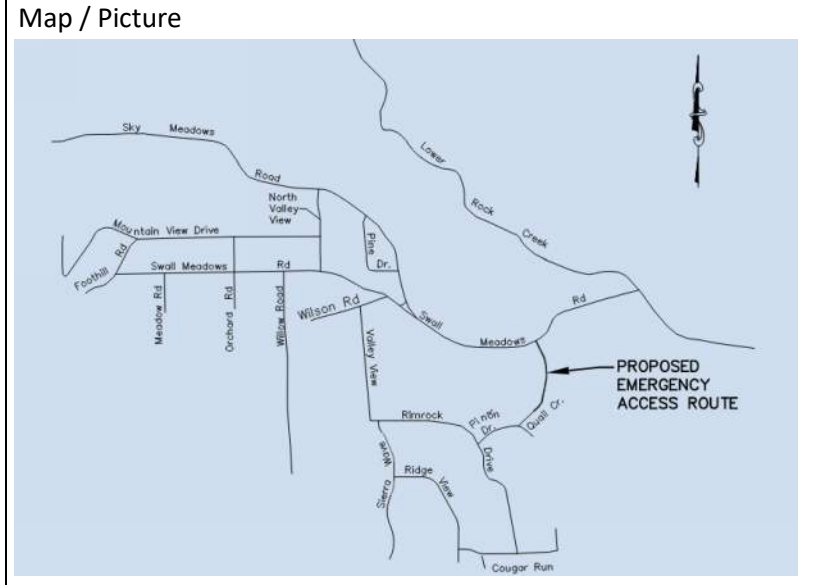 Map / Picture
Sky Meadows
Road
Lower
Rock
Creek
North
Valley
View
Mountain View Drive
Pine
Dr.
Foothill
Rd
Swall Meadows Rd
Meadow Rd
Orchard Rd
Willow Road
Wilson Rd
Swall
Meadows
Rd
Valley View
PROPOSED
EMERGENCY
ACCESS ROUTE
Rimrock
Drive
Pinon
Dr.
Quail Cr.
Sierra
Wave
Ridge
View
Cougar Run